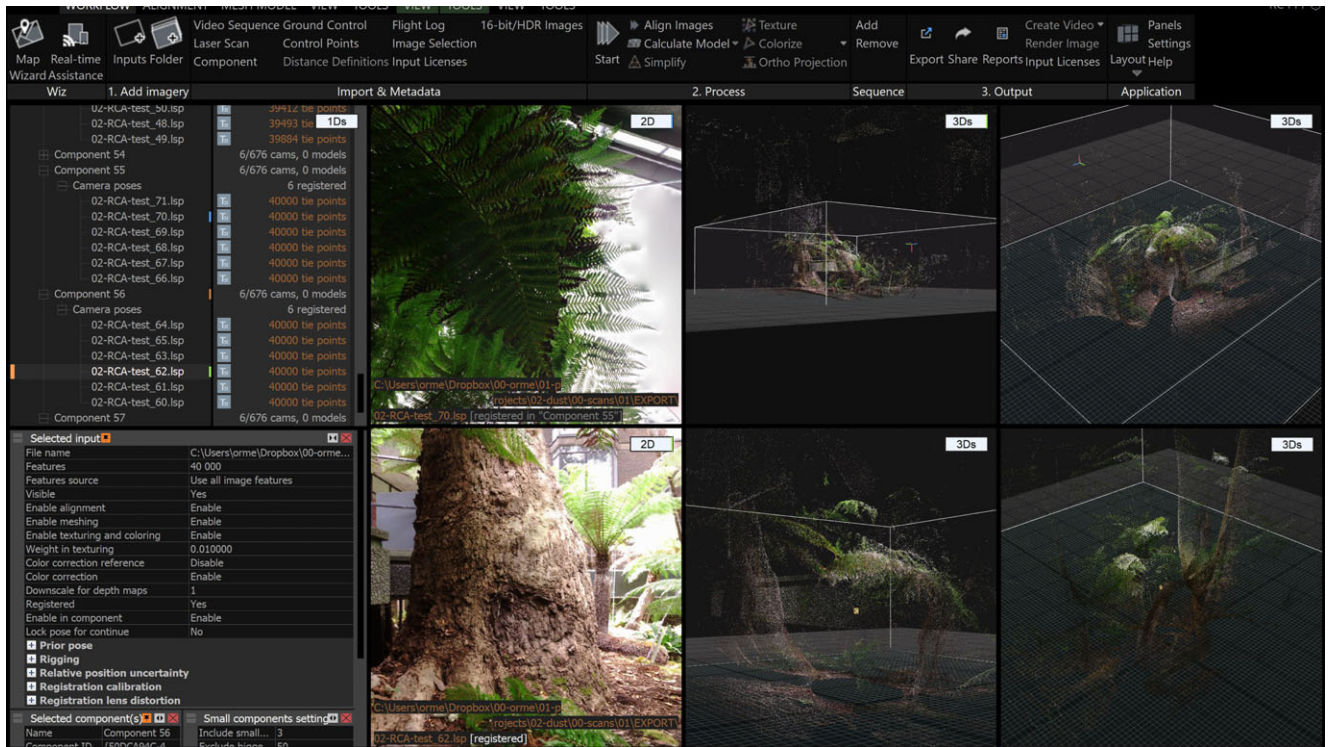 WORKFLOW ALIGNMENT MESH MODEL VIEW TOOLS VIEW TOOLS VIEW TOOLS
Video Sequence Ground Control Flight Log 16-bit/HDR Images Align Images Texture Add Create Video Panels
Laser Scan Control Points Image Selection Calculate Model Colorize Remove Render Image Settings
Map Real-time Inputs Folder Component Distance Definitions Input Licenses Start Simplify Ortho Projection Export Share Reports Input Licenses Layout Help
Wizard Assistance
Wiz 1. Add imagery Import & Metadata 2. Process Sequence 3. Output Application
02-RCA-test_50.lsp 39412 tie points
02-RCA-test_48.lsp 39493 tie 1Ds
02-RCA-test_49.lsp 39884 tie points
Component 54 6/676 cams, 0 models
Component 55 6/676 cams, 0 models
Camera poses 6 registered
02-RCA-test_71.lsp 40000 tie points
02-RCA-test_70.lsp 40000 tie points
02-RCA-test_69.lsp 40000 tie points
02-RCA-test_68.lsp 40000 tie points
02-RCA-test_67.lsp 40000 tie points
02-RCA-test_66.lsp 40000 tie points
Component 56 6/676 cams, 0 models
Camera poses 6 registered
02-RCA-test_64.lsp 40000 tie points
02-RCA-test_65.lsp 40000 tie points
02-RCA-test_63.lsp 40000 tie points
02-RCA-test_62.lsp 40000 tie points
02-RCA-test_61.lsp 40000 tie points
02-RCA-test_60.lsp 40000 tie points
Component 57 6/676 cams, 0 models
2D
3Ds
3Ds
C:\Users\orme\Dropbox\00-orme\01-p
rojects\02-dust\00-scans\01\EXPORT\
02-RCA-test_70.lsp [registered in "Component 55"]
Selected input
File name C:\Users\orme\Dropbox\00-orme...
Features 40 000
Features source Use all image features
Visible Yes
Enable alignment Enable
Enable meshing Enable
Enable texturing and coloring Enable
Weight in texturing 0.010000
Color correction reference Disable
Color correction Enable
Downscale for depth maps 1
Registered Yes
Enable in component Enable
Lock pose for continue No
Prior pose
Rigging
Relative position uncertainty
Registration calibration
Registration lens distortion
Selected component(s)
Name Component 56
Component ID
Small components setting
Include small... 3
Exclude hinge 50
2D
3Ds
3Ds
C:\Users\orme\Dropbox\00-orme\01-p
rojects\02-dust\00-scans\01\EXPORT\
02-RCA-test_62.lsp [registered]